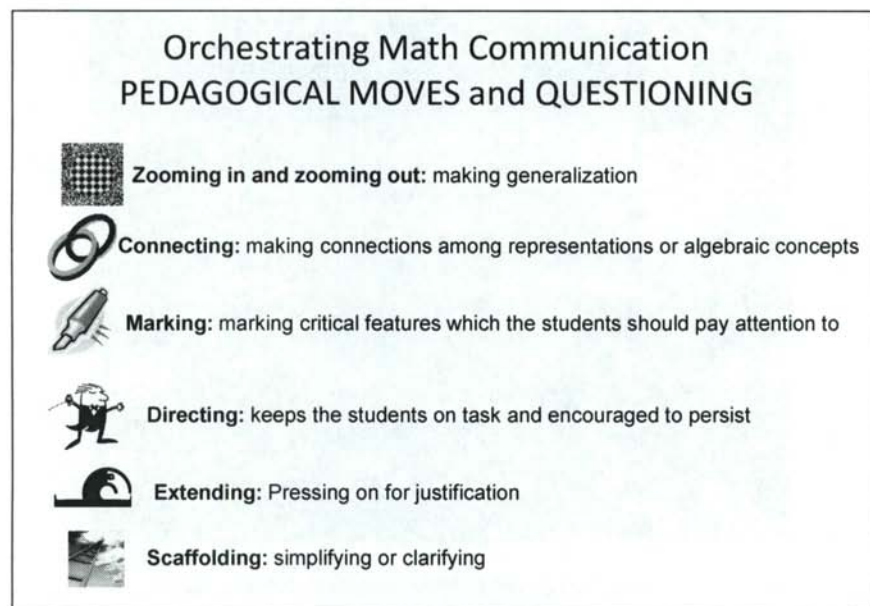 Orchestrating Math Communication
PEDAGOGICAL MOVES and QUESTIONING
Zooming in and zooming out: making generalization
Connecting: making connections among representations or algebraic concepts
Marking: marking critical features which the students should pay attention to
Directing: keeps the students on task and encouraged to persist
Extending: Pressing on for justification
Scaffolding: simplifying or clarifying